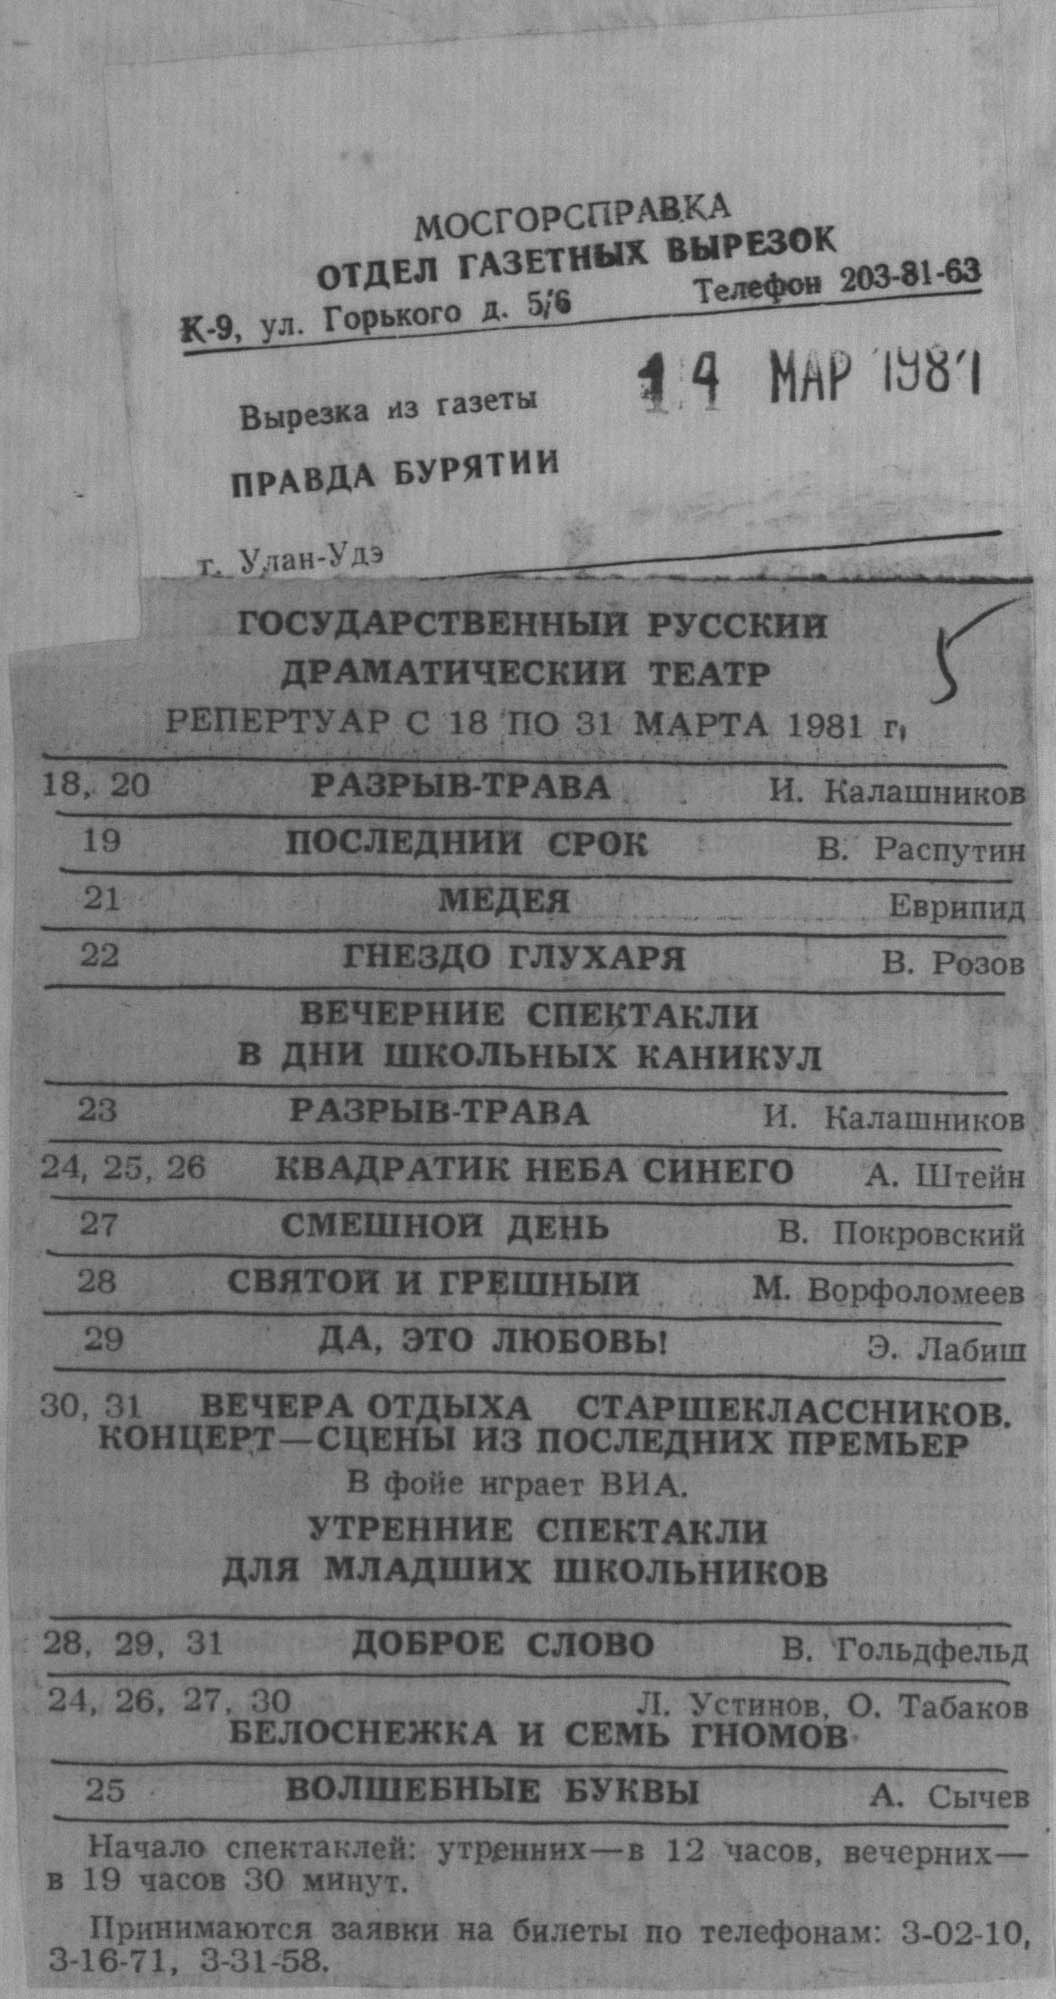 МОСГОРСПРАВКА
ОТДЕЛ ГАЗЕТНЫХ ВЫРЕЗОК
К-9, ул. Горького д. 5/6 Телефон 203-81-63
14 МАР 1981
Вырезка из газеты
ПРАВДА БУРЯТИИ
г. Улан-Удэ
5
ГОСУДАРСТВЕННЫЙ РУССКИЙ
ДРАМАТИЧЕСКИЙ ТЕАТР
РЕПЕРТУАР С 18 ПО 31 МАРТА 1981 г.
18, 20 РАЗРЫВ-ТРАВА И. Калашников
19 ПОСЛЕДНИЙ СРОК В. Распутин
21 МЕДЕЯ Еврипид
22 ГНЕЗДО ГЛУХАРЯ В. Розов
ВЕЧЕРНИЕ СПЕКТАКЛИ
В ДНИ ШКОЛЬНЫХ КАНИКУЛ
23 РАЗРЫВ-ТРАВА И. Калашников
24, 25, 26 КВАДРАТИК НЕБА СИНЕГО А. Штейн
27 СМЕШНОЙ ДЕНЬ В. Покровский
28 СВЯТОЙ И ГРЕШНЫЙ М. Ворфоломеев
29 ДА, ЭТО ЛЮБОВЬ! Э. Лабиш
30, 31 ВЕЧЕРА ОТДЫХА СТАРШЕКЛАССНИКОВ.
КОНЦЕРТ—СЦЕНЫ ИЗ ПОСЛЕДНИХ ПРЕМЬЕР
В фойе играет ВИА.
УТРЕННИЕ СПЕКТАКЛИ
ДЛЯ МЛАДШИХ ШКОЛЬНИКОВ
28, 29, 31 ДОБРОЕ СЛОВО В. Гольдфельд
24, 26, 27, 30 Л. Устинов, О. Табаков
БЕЛОСНЕЖКА И СЕМЬ ГНОМОВ
25 ВОЛШЕБНЫЕ БУКВЫ А. Сычев
Начало спектаклей: утренних—в 12 часов, вечерних—
в 19 часов 30 минут.
Принимаются заявки на билеты по телефонам: 3-02-10,
3-16-71, 3-31-58.